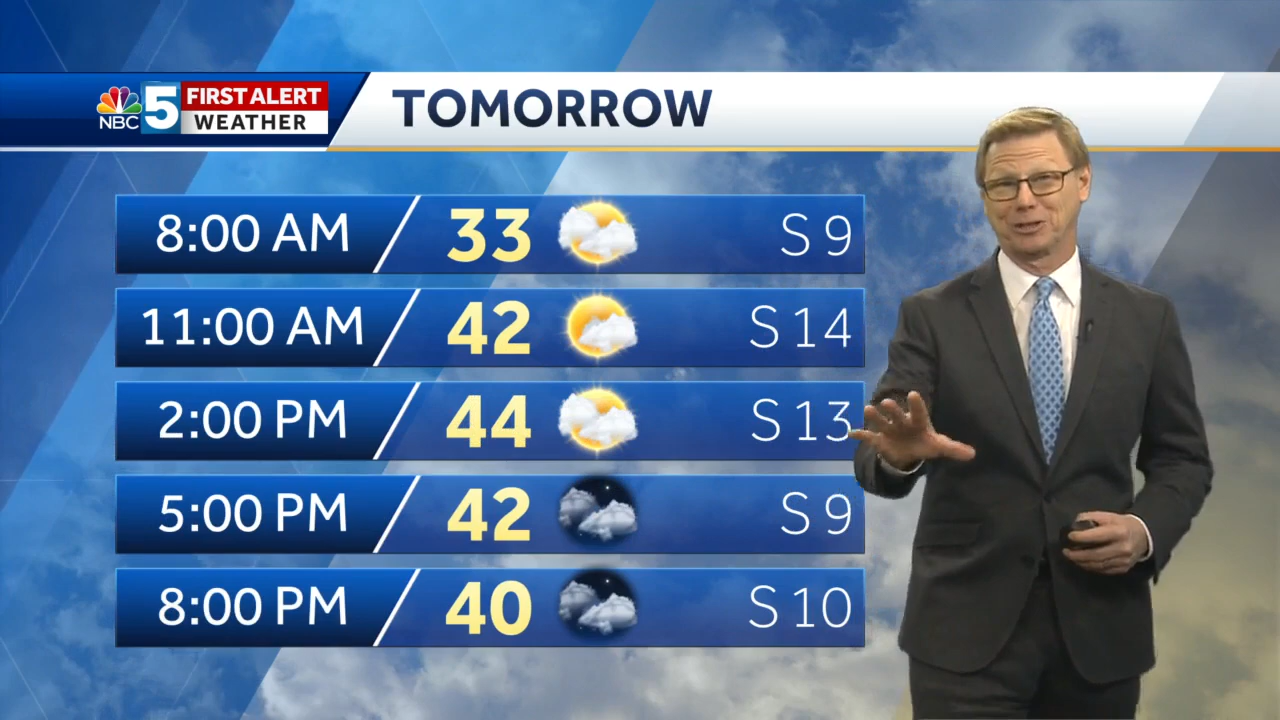 NBC 5 FIRST ALERT WEATHER
TOMORROW
8:00 AM 33 S 9
11:00 AM 42 S 14
2:00 PM 44 S 13
5:00 PM 42 S 9
8:00 PM 40 S 10